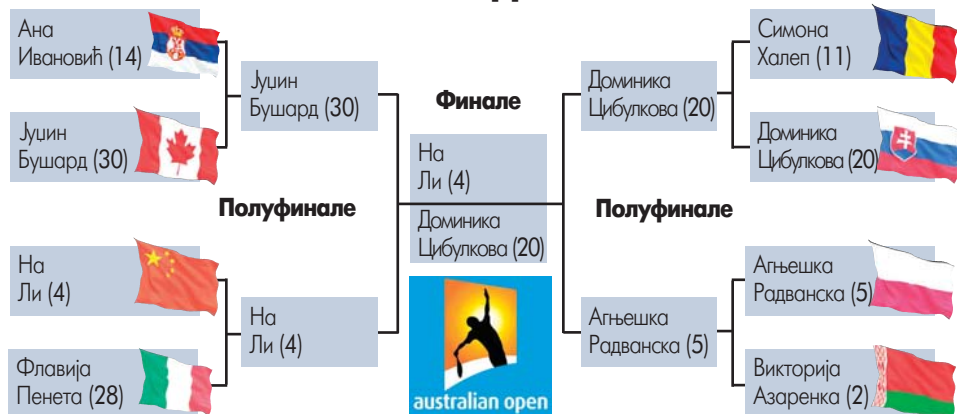 Ана
Ивановић (14)
Јуџин
Бушард (30)
Јуџин
Бушард (30)
Полуфинале
На
Ли (4)
На
Ли (4)
Флавија
Пенета (28)
Финале
На
Ли (4)
Доминика
Цибулкова (20)
australian open
Доминика
Цибулкова (20)
Симона
Халеп (11)
Доминика
Цибулкова (20)
Полуфинале
Агњешка
Радванска (5)
Агњешка
Радванска (5)
Викторија
Азаренка (2)